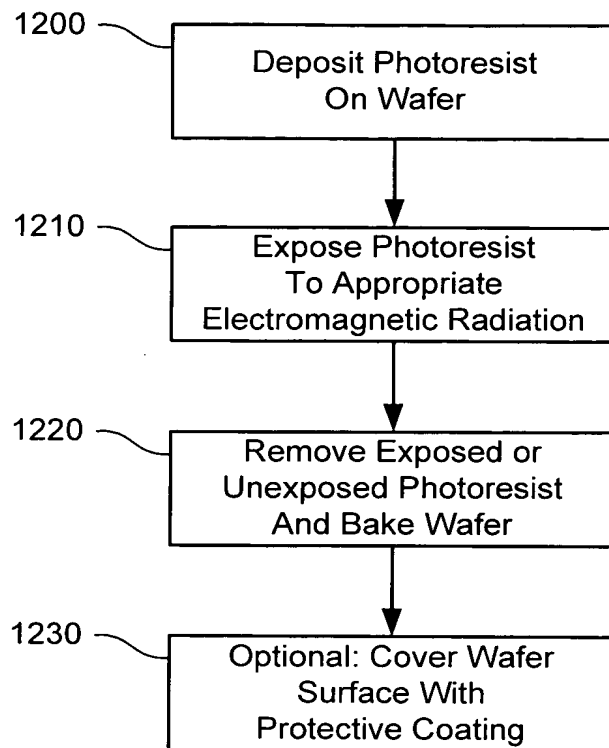 1200
Deposit Photoresist
On Wafer
1210
Expose Photoresist
To Appropriate
Electromagnetic Radiation
1220
Remove Exposed or
Unexposed Photoresist
And Bake Wafer
1230
Optional: Cover Wafer
Surface With
Protective Coating